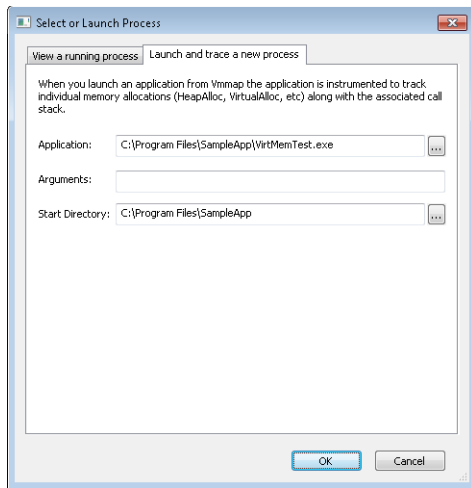 Select or Launch Process
View a running process
Launch and trace a new process
When you launch an application from Vmmap the application is instrumented to track
individual memory allocations (HeapAlloc, VirtualAlloc, etc) along with the associated call
stack.
Application: C:\Program Files\SampleApp\VirtMemTest.exe ...
Arguments:
Start Directory: C:\Program Files\SampleApp ...
OK Cancel